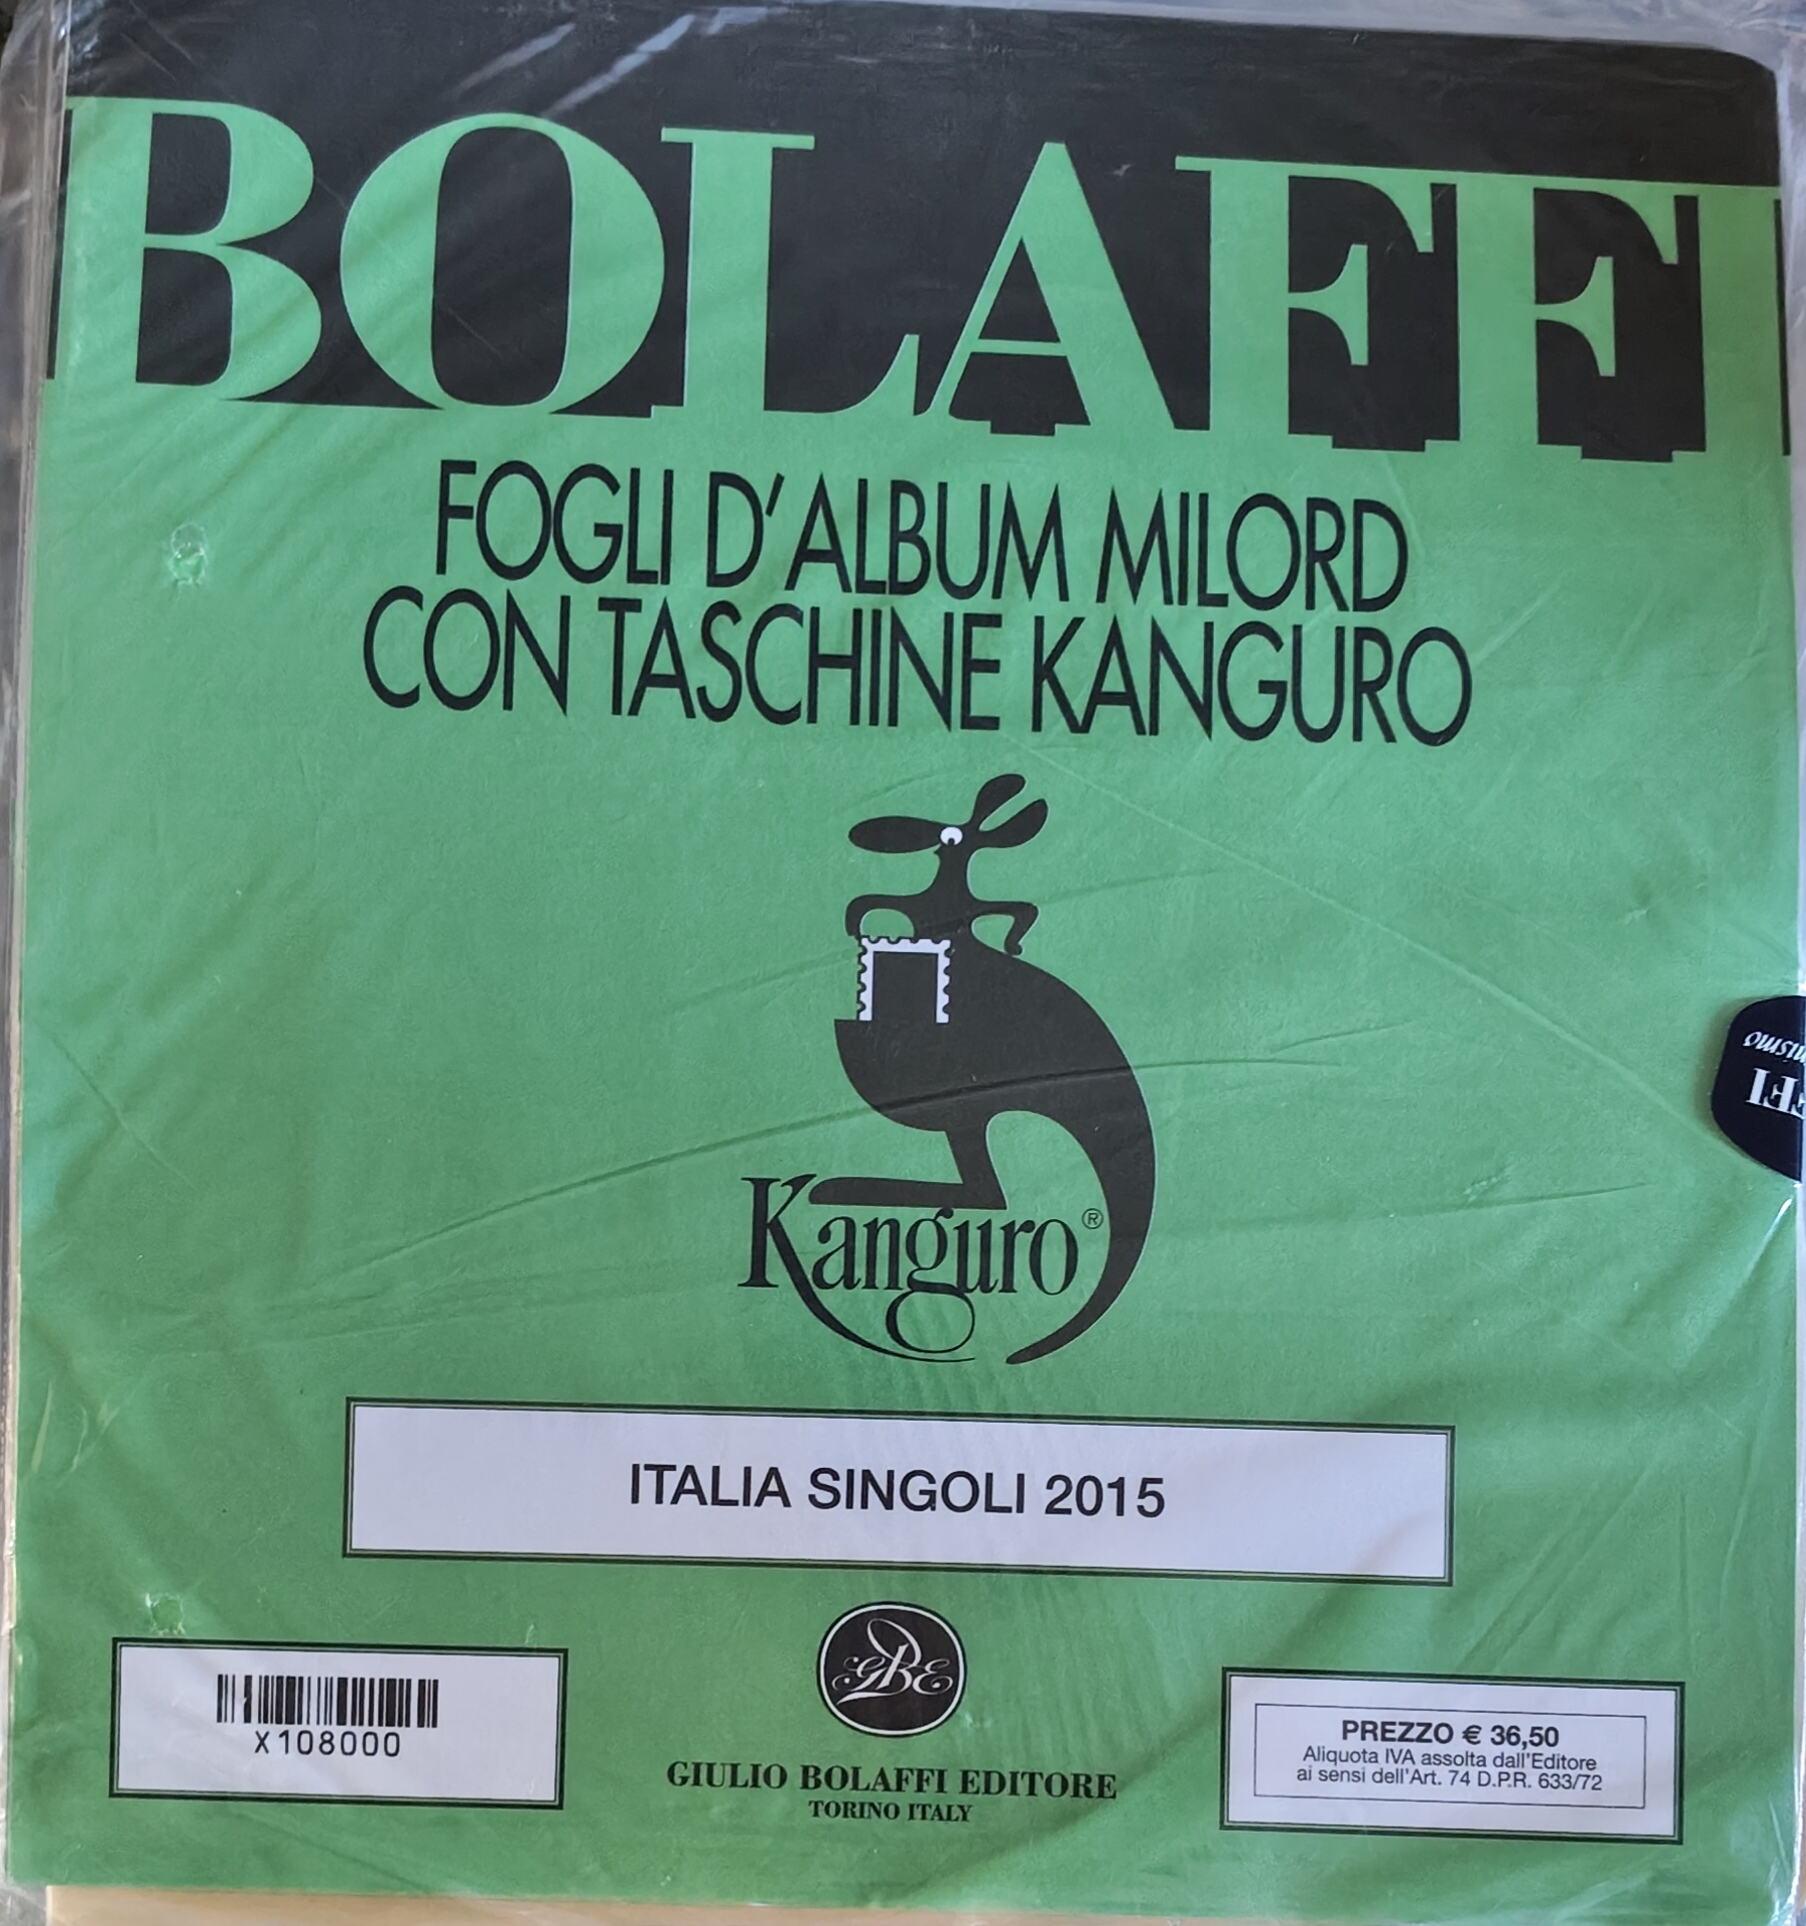 BOLAFFI
FOGLI D'ALBUM MILORD
CON TASCHINE KANGURO
Kanguro®
ITALIA SINGOLI 2015
X108000
GBE
GIULIO BOLAFFI EDITORE
TORINO ITALY
PREZZO € 36,50
Aliquota IVA assolta dall'Editore
ai sensi dell'Art. 74 D.P.R. 633/72